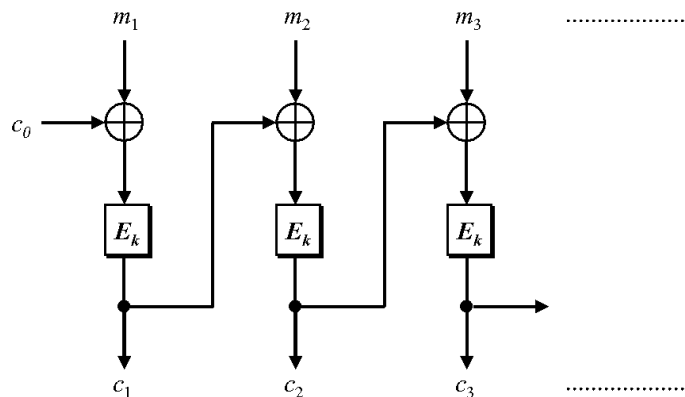 m₁ m₂ m₃ ....................
c₀
Eₖ Eₖ Eₖ
c₁ c₂ c₃ ....................